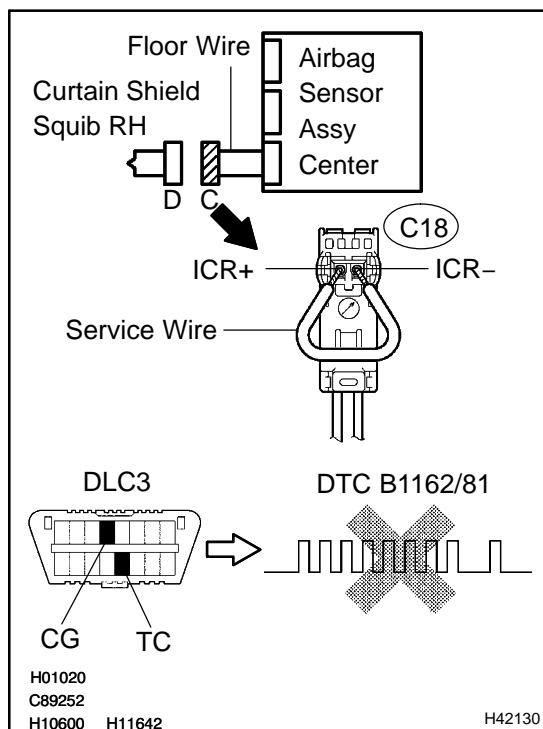 Floor Wire
Airbag
Sensor
Assy
Center
Curtain Shield
Squib RH
D
C
C18
ICR+
ICR−
Service Wire
DLC3
DTC B1162/81
CG
TC
H01020
C89252
H10600 H11642
H42130